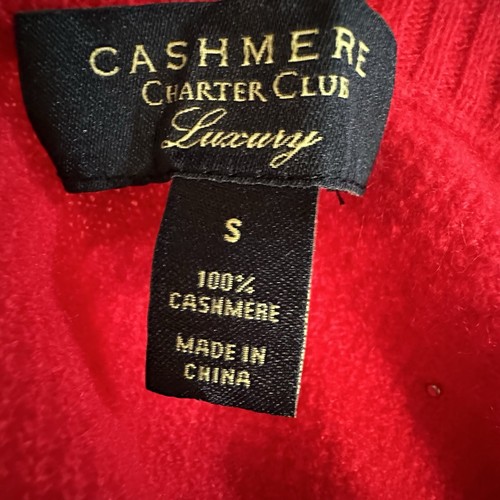 CASHMERE
CHARTER CLUB
Luxury
S
100%
CASHMERE
MADE IN
CHINA